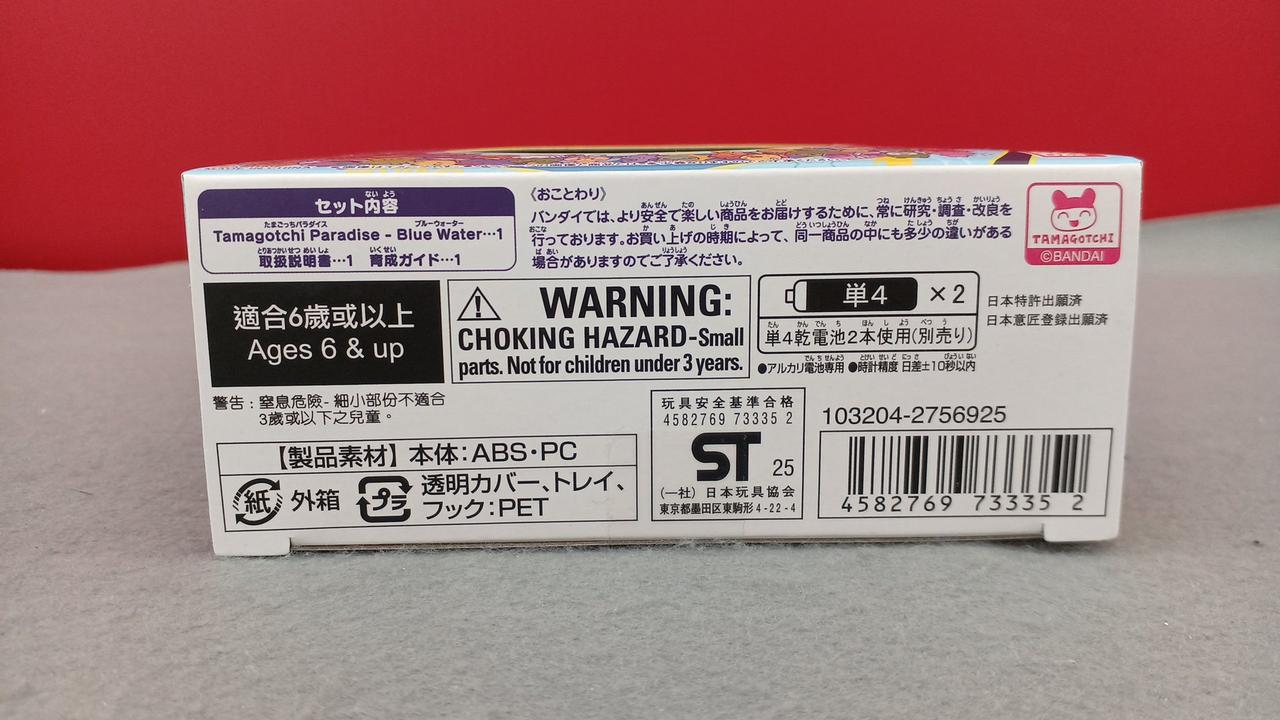 セット内容
Tamagotchi Paradise - Blue Water…1
取扱説明書…1 育成ガイド…1
《おことわり》
バンダイでは、より安全で楽しい商品をお届けするために、常に研究・調査・改良を
行っております。お買い上げの時期によって、同一商品の中にも多少の違いがある
場合がありますのでご了承ください。
TAMAGOTCHI
©BANDAI
適合6歲或以上
Ages 6 & up
WARNING:
CHOKING HAZARD-Small
parts. Not for children under 3 years.
単4 ×2
単4乾電池2本使用(別売り)
●アルカリ電池専用 ●時計精度 日差±10秒以内
日本特許出願済
日本意匠登録出願済
警告：窒息危險- 細小部份不適合
3歲或以下之兒童。
【製品素材】本体：ABS・PC
紙 外箱
プラ 透明カバー、トレイ、
フック：PET
玩具安全基準合格
4582769 73335 2
ST 25
(一社) 日本玩具協会
東京都墨田区東駒形4-22-4
103204-2756925
4582769 73335 2